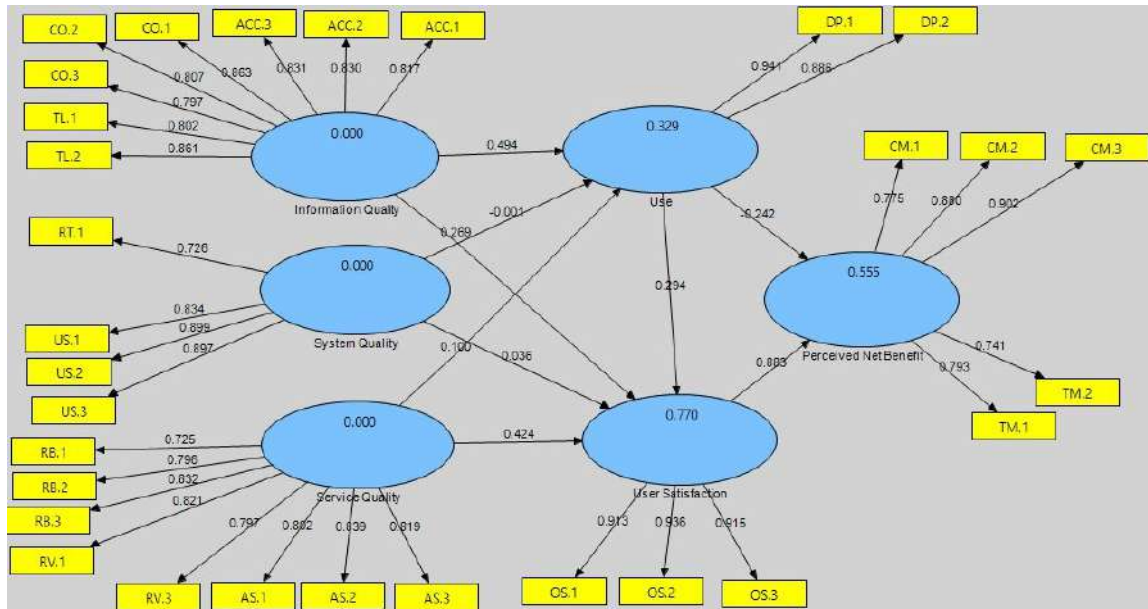 CO.2
CO.1
ACC.3
ACC.2
ACC.1
DP.1
DP.2
0.807
0.863
0.831
0.830
0.817
0.941
0.886
CO.3
0.797
TL.1
0.802
TL.2
0.861
0.000
Information Quality
0.494
0.329
Use
CM.1
CM.2
CM.3
0.775
0.880
0.902
-0.001
-0.242
RT.1
0.726
0.269
0.000
System Quality
0.294
0.555
Perceived Net Benefit
US.1
0.834
US.2
0.899
US.3
0.897
0.100
0.036
0.883
0.741
0.793
TM.2
TM.1
0.000
Service Quality
0.424
0.770
User Satisfaction
RB.1
0.725
RB.2
0.796
RB.3
0.832
RV.1
0.821
0.797
0.802
0.839
0.819
0.913
0.936
0.915
RV.3
AS.1
AS.2
AS.3
OS.1
OS.2
OS.3